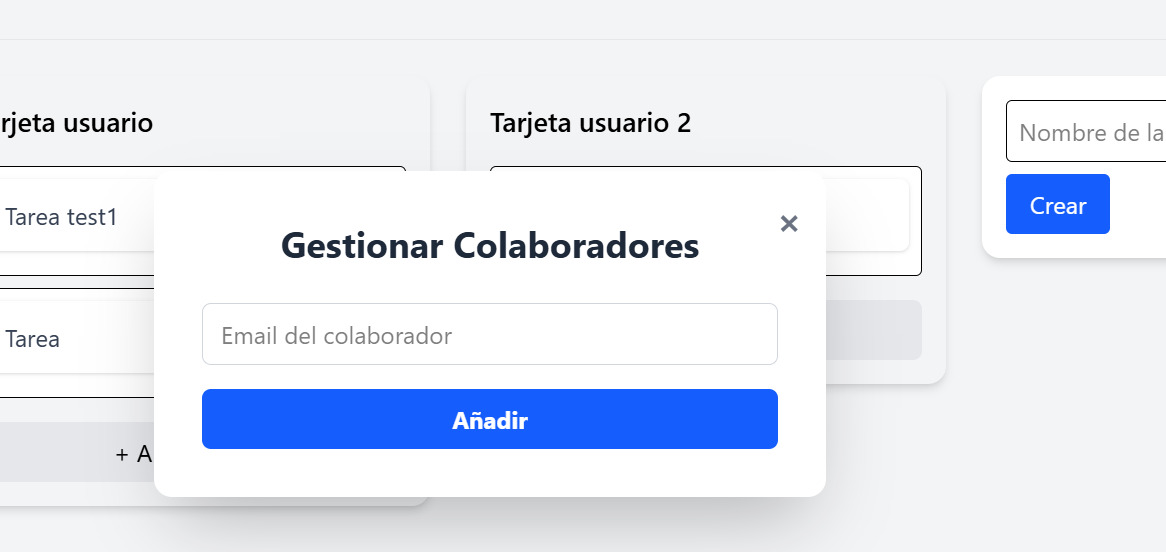 rjeta usuario
Tarea test1
Tarea
+ A
Tarjeta usuario 2
Nombre de la
Crear
Gestionar Colaboradores
×
Email del colaborador
Añadir